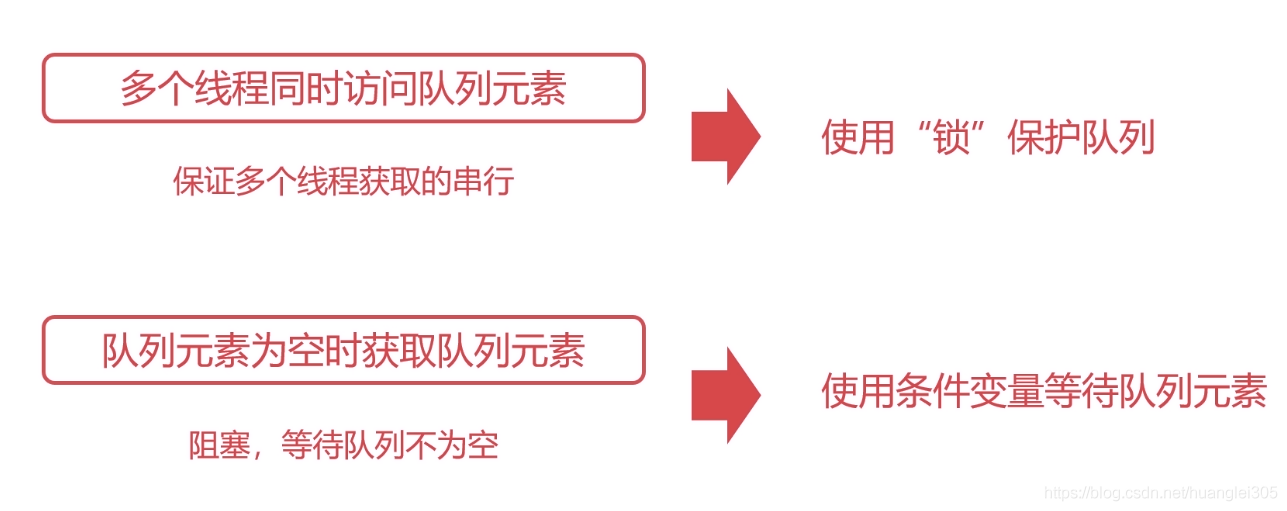 多个线程同时访问队列元素
使用“锁”保护队列
保证多个线程获取的串行
队列元素为空时获取队列元素
使用条件变量等待队列元素
阻塞，等待队列不为空
https://blog.csdn.net/huanglei305